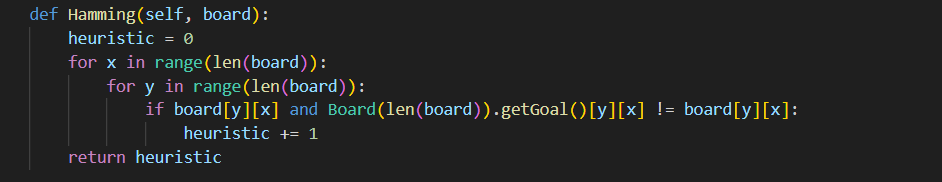 def Hamming(self, board):
    heuristic = 0
    for x in range(len(board)):
        for y in range(len(board)):
            if board[y][x] and Board(len(board)).getGoal()[y][x] != board[y][x]:
                heuristic += 1
    return heuristic